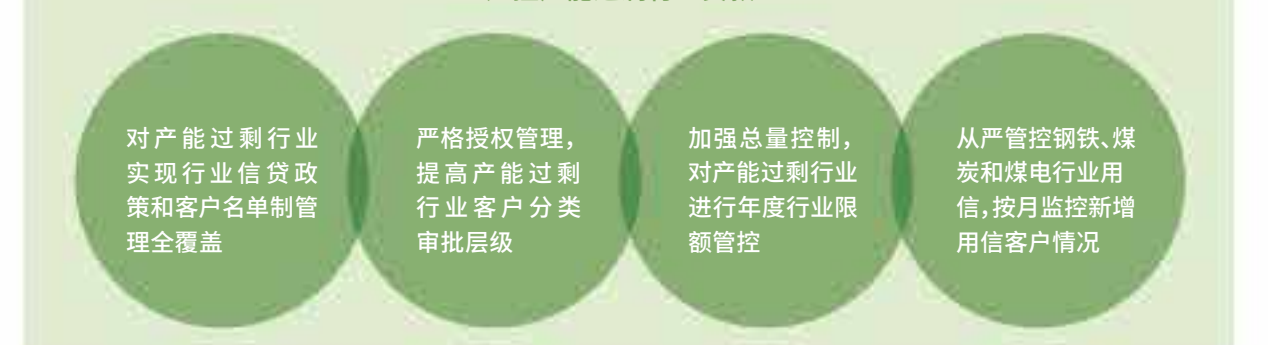 对产能过剩行业
实现行业信贷政
策和客户名单制管
理全覆盖
严格授权管理，
提高产能过剩
行业客户分类
审批层级
加强总量控制，
对产能过剩行业
进行年度行业限
额管控
从严管控钢铁、煤
炭和煤电行业用
信，按月监控新增
用信客户情况